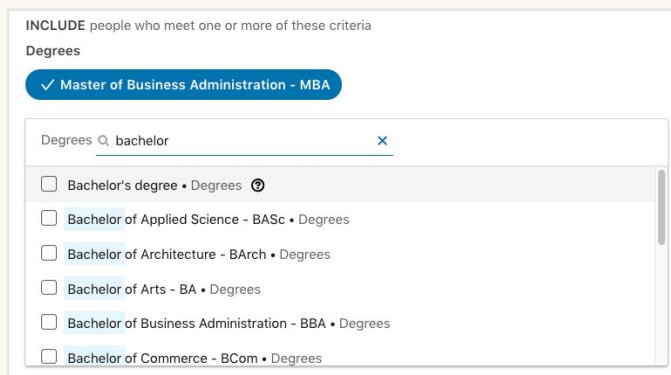 INCLUDE people who meet one or more of these criteria
Degrees
Master of Business Administration - MBA
Degrees bachelor
Bachelor's degree • Degrees
Bachelor of Applied Science - BASc • Degrees
Bachelor of Architecture - BArch • Degrees
Bachelor of Arts - BA • Degrees
Bachelor of Business Administration - BBA • Degrees
Bachelor of Commerce - BCom • Degrees